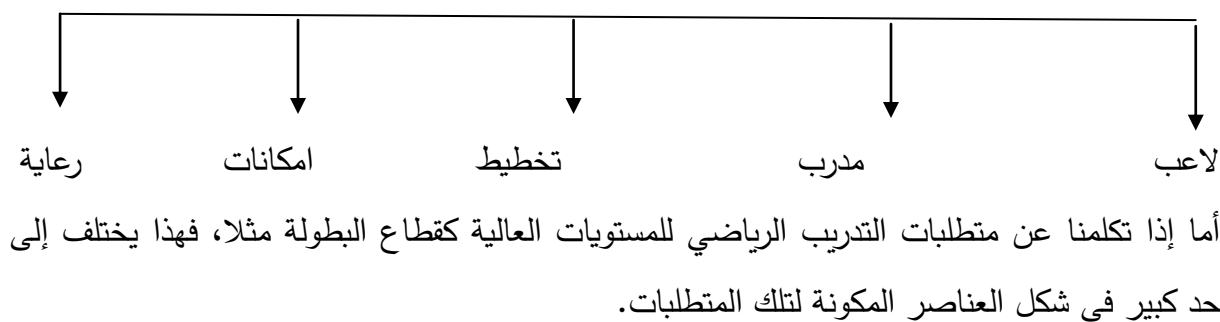 لاعب مدرب تخطيط امكانات رعاية
أما إذا تكلمنا عن متطلبات التدريب الرياضي للمستويات العالية كقطاع البطولة مثلا، فهذا يختلف إلى
حد كبير في شكل العناصر المكونة لتلك المتطلبات.